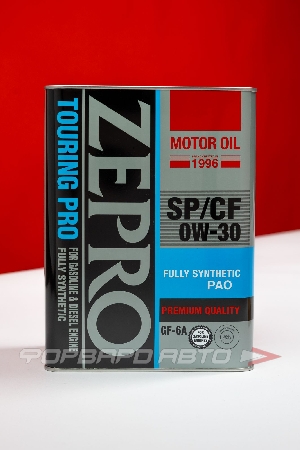 ZEPRO
TOURING PRO
FOR GASOLINE & DIESEL ENGINE
FULLY SYNTHETIC
MOTOR OIL
1996
SP/CF
0W-30
FULLY SYNTHETIC
PAO
PREMIUM QUALITY
GF-6A
ФОРВАРД АВТО